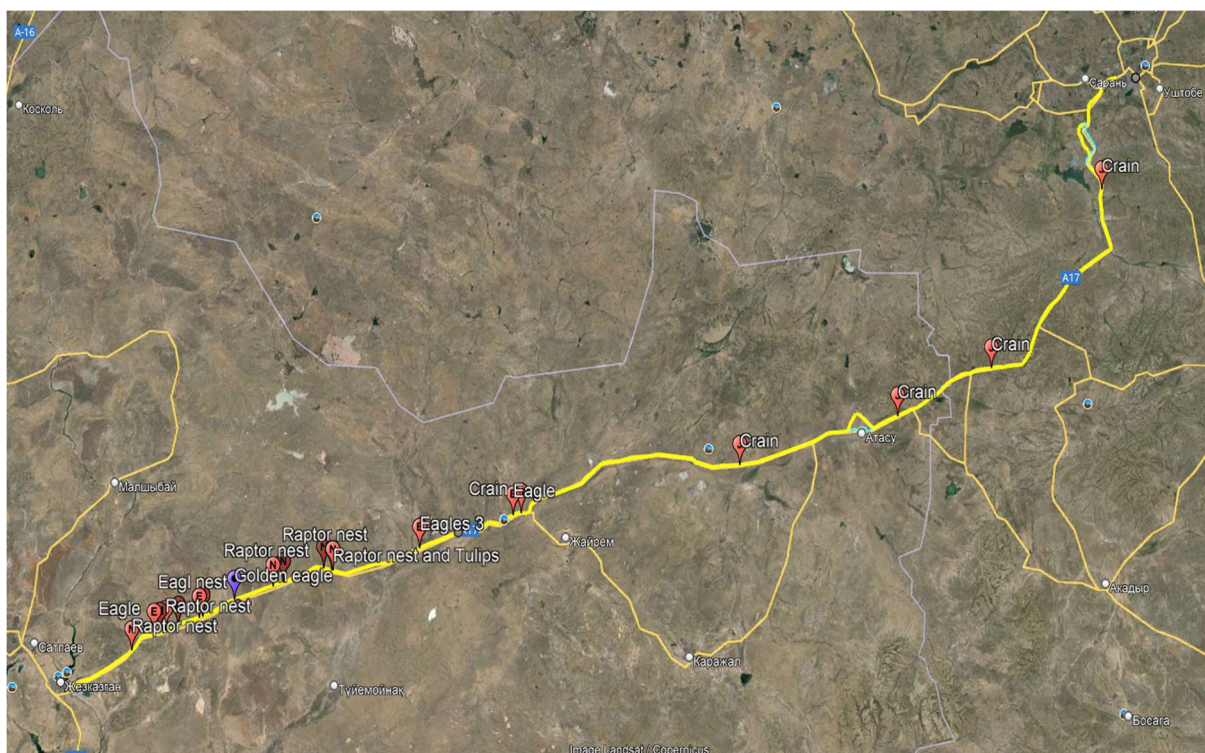 A-16
Косколь
Сарань
Уштобе
Crain
A17
Crain
Crain
Атасу
Crain
Малшыбай
Crain
Eagle
Eagles 3
Жайрем
Raptor nest
Raptor nest
Raptor nest and Tulips
Golden eagle
Eagl nest
Акадыр
Eagle
Raptor nest
Raptor nest
Сатпаев
Каражал
Жезказган
Түйемойнақ
Босага
Image Landsat / Copernicus